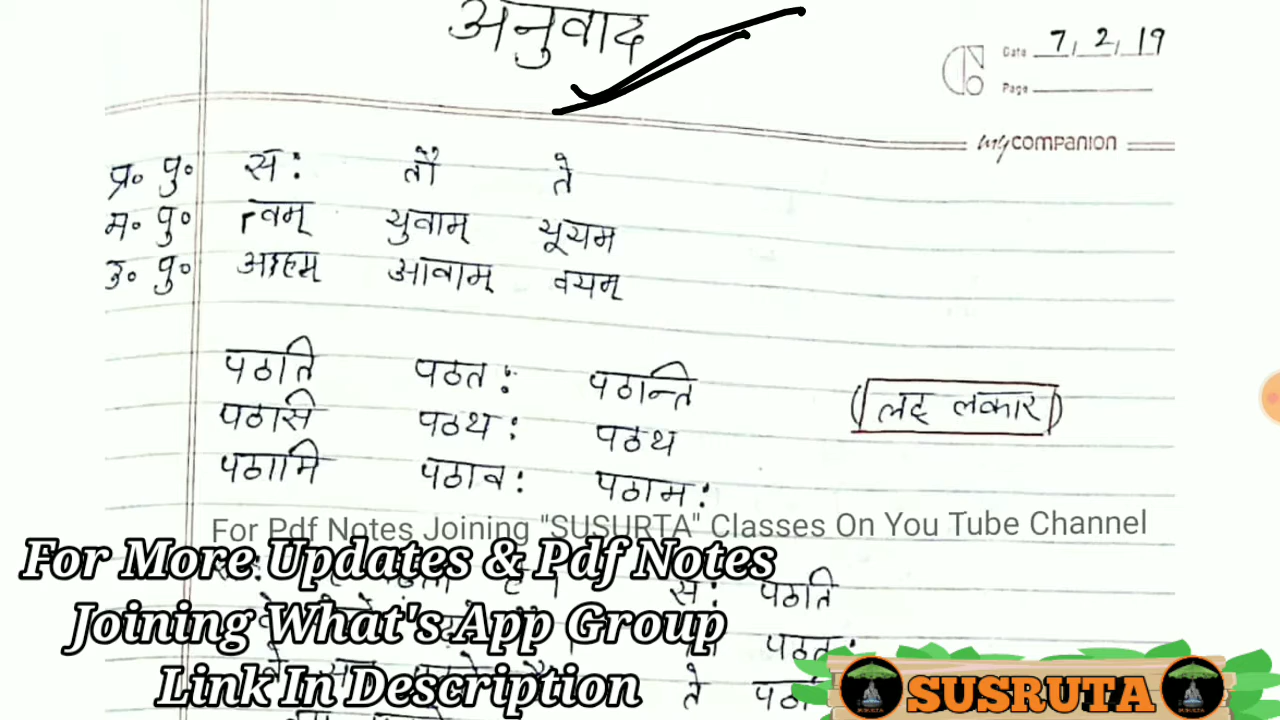 अनुवाद
Date 7, 2, 19
Page
mycompanion
प्र० पु० सः तौ ते
म० पु० त्वम् युवाम् यूयम
उ० पु० अहम् आवाम् वयम्
पठति पठतः पठन्ति
(लट् लकार)
पठसि पठथः पठथ
पठामि पठावः पठामः
For Pdf Notes Joining "SUSURTA" Classes On You Tube Channel
For More Updates & Pdf Notes
Joining What's App Group
Link In Description
सः पठति
पठतः
ते
SUSRUTA